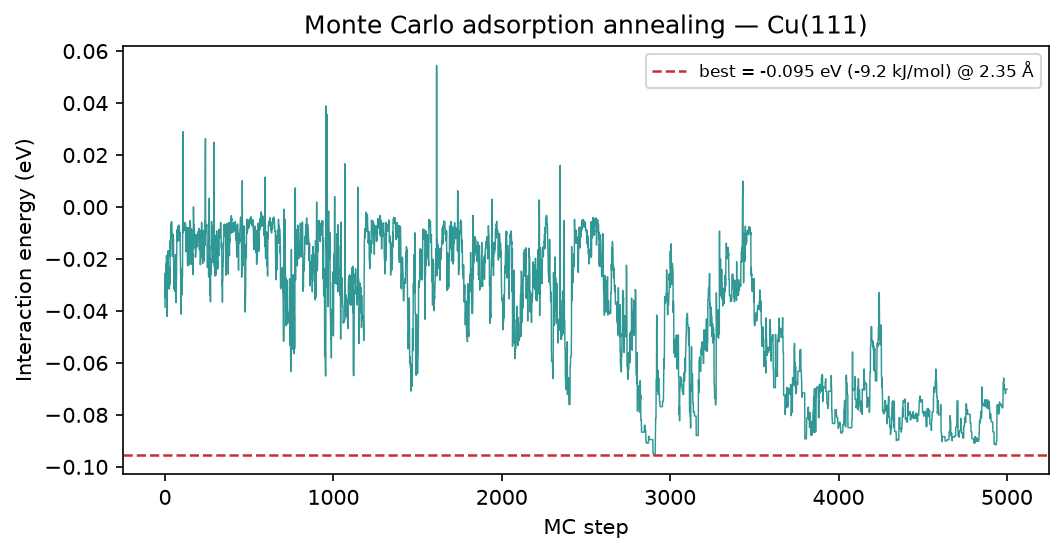 Monte Carlo adsorption annealing — Cu(111)
best = -0.095 eV (-9.2 kJ/mol) @ 2.35 Å
Interaction energy (eV)
0.06
0.04
0.02
0.00
−0.02
−0.04
−0.06
−0.08
−0.10
0 1000 2000 3000 4000 5000
MC step